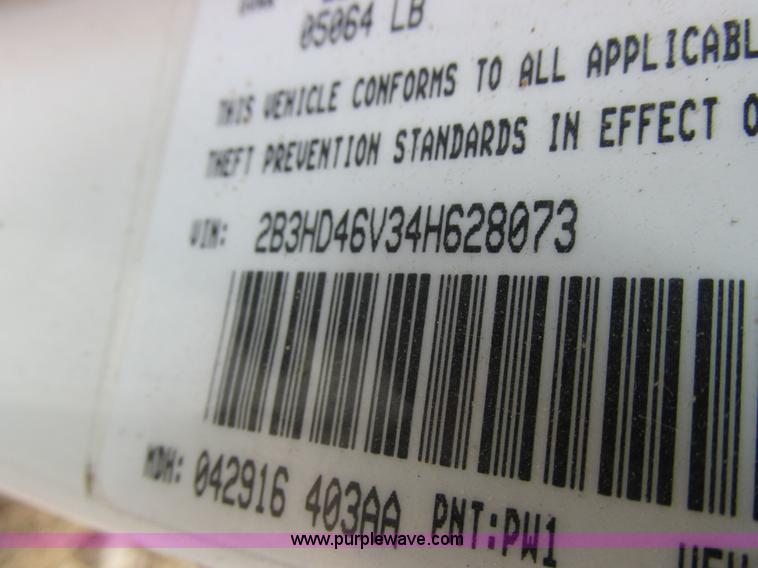 05064 LB
THIS VEHICLE CONFORMS TO ALL APPLICABL
THEFT PREVENTION STANDARDS IN EFFECT O
VIN: 2B3HD46V34H628073
MDH: 042916 403AA PNT:PW1
www.purplewave.com